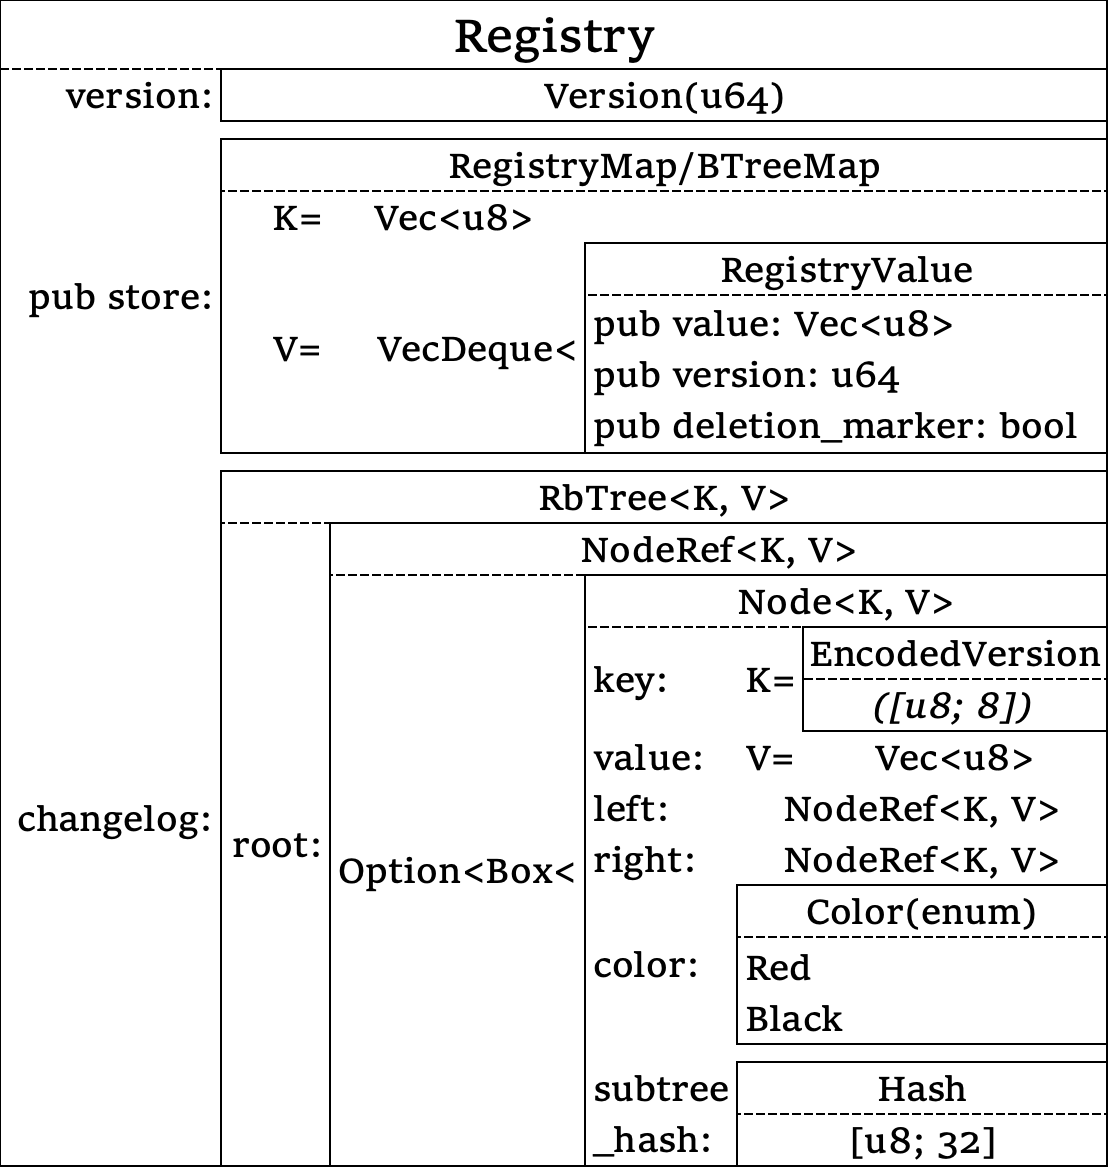 Registry
version: Version(u64)
RegistryMap/BTreeMap
K= Vec<u8>
pub store:
V= VecDeque<
RegistryValue
pub value: Vec<u8>
pub version: u64
pub deletion_marker: bool
RbTree<K, V>
changelog:
root:
NodeRef<K, V>
Option<Box<
Node<K, V>
key: K=
EncodedVersion
([u8; 8])
value: V= Vec<u8>
left: NodeRef<K, V>
right: NodeRef<K, V>
color:
Color(enum)
Red
Black
subtree
_hash:
Hash
[u8; 32]